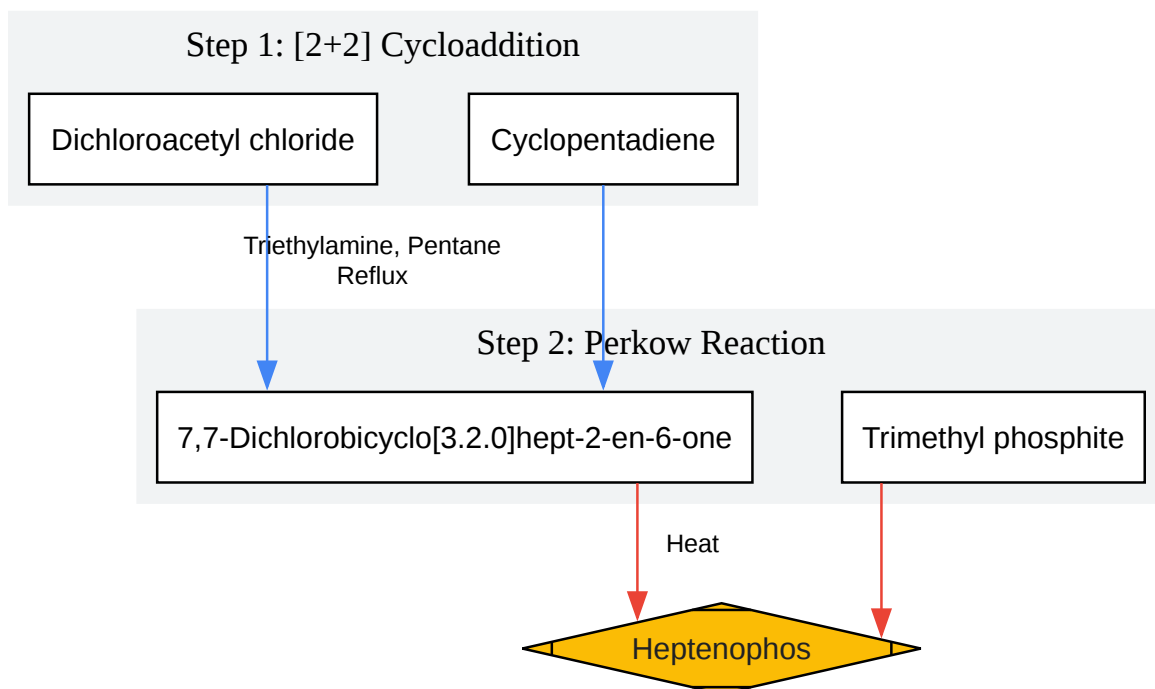 Step 1: [2+2] Cycloaddition
Dichloroacetyl chloride
Cyclopentadiene
Triethylamine, Pentane
Reflux
Step 2: Perkow Reaction
7,7-Dichlorobicyclo[3.2.0]hept-2-en-6-one
Trimethyl phosphite
Heat
Heptenophos